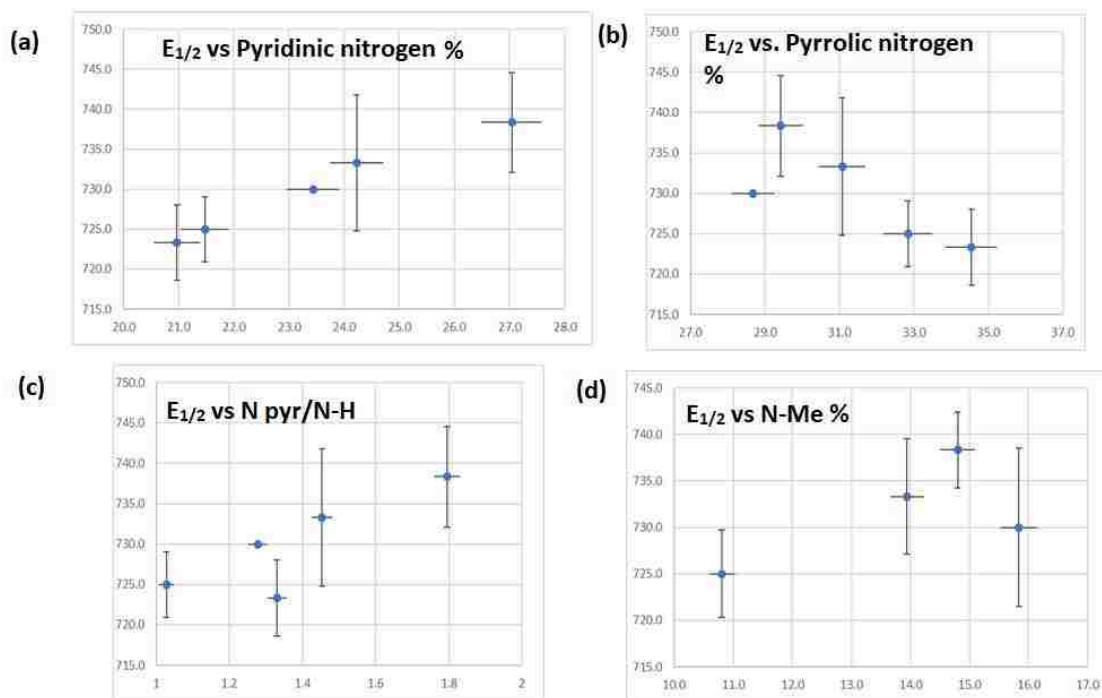 (a)
E1/2 vs Pyridinic nitrogen %
750.0
745.0
740.0
735.0
730.0
725.0
720.0
715.0
20.0 21.0 22.0 23.0 24.0 25.0 26.0 27.0 28.0
(b)
E1/2 vs. Pyrrolic nitrogen
%
750.0
745.0
740.0
735.0
730.0
725.0
720.0
715.0
27.0 29.0 31.0 33.0 35.0 37.0
(c)
E1/2 vs N pyr/N-H
750.0
745.0
740.0
735.0
730.0
725.0
720.0
715.0
1 1.2 1.4 1.6 1.8 2
(d)
E1/2 vs N-Me %
745.0
740.0
735.0
730.0
725.0
720.0
715.0
10.0 11.0 12.0 13.0 14.0 15.0 16.0 17.0